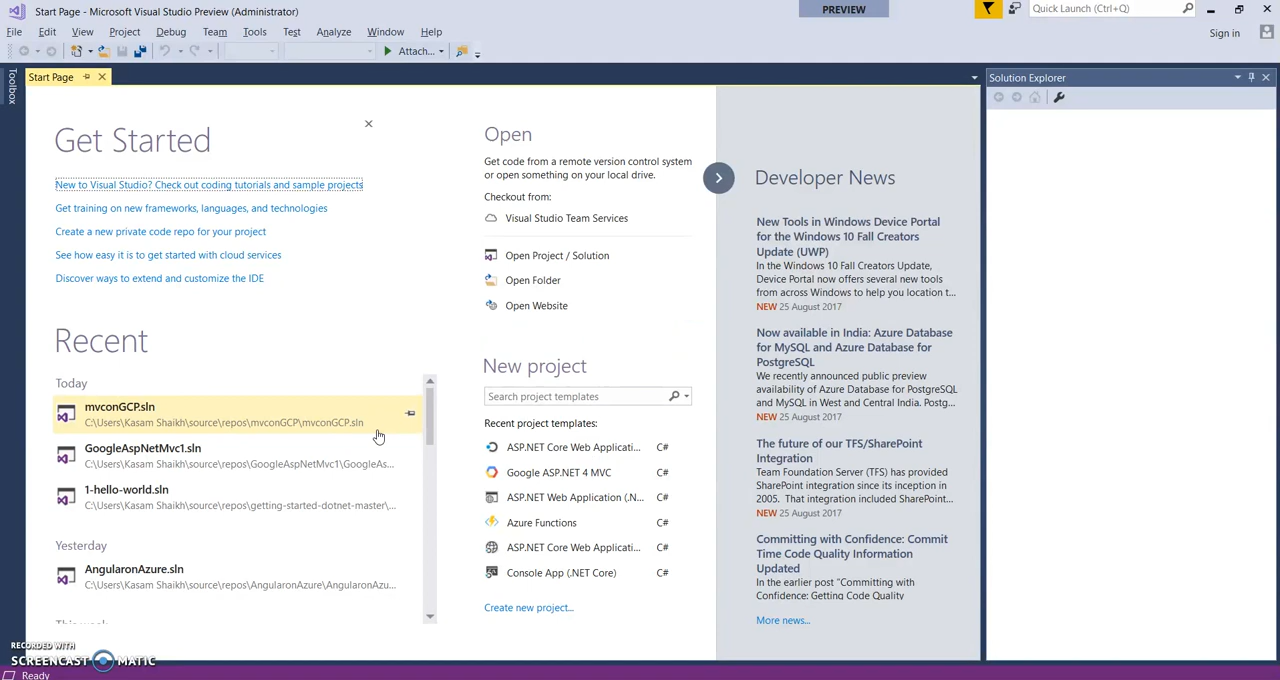 Start Page - Microsoft Visual Studio Preview (Administrator)
PREVIEW
Quick Launch (Ctrl+Q)
File Edit View Project Debug Team Tools Test Analyze Window Help
Sign in
Attach...
Toolbox
Start Page
Get Started
New to Visual Studio? Check out coding tutorials and sample projects
Get training on new frameworks, languages, and technologies
Create a new private code repo for your project
See how easy it is to get started with cloud services
Discover ways to extend and customize the IDE
Recent
Today
mvconGCP.sln
C:\Users\Kasam Shaikh\source\repos\mvconGCP\mvconGCP.sln
GoogleAspNetMvc1.sln
C:\Users\Kasam Shaikh\source\repos\GoogleAspNetMvc1\GoogleAs...
1-hello-world.sln
C:\Users\Kasam Shaikh\source\repos\getting-started-dotnet-master\...
Yesterday
AngularonAzure.sln
C:\Users\Kasam Shaikh\source\repos\AngularonAzure\AngularonAzu...
Open
Get code from a remote version control system
or open something on your local drive.
Checkout from:
Visual Studio Team Services
Open Project / Solution
Open Folder
Open Website
New project
Search project templates
Recent project templates:
ASP.NET Core Web Applicati... C#
Google ASP.NET 4 MVC C#
ASP.NET Web Application (.N... C#
Azure Functions C#
ASP.NET Core Web Applicati... C#
Console App (.NET Core) C#
Create new project...
Developer News
New Tools in Windows Device Portal
for the Windows 10 Fall Creators
Update (UWP)
In the Windows 10 Fall Creators Update,
Device Portal now offers several new tools
from across Windows to help you location t...
NEW 25 August 2017
Now available in India: Azure Database
for MySQL and Azure Database for
PostgreSQL
We recently announced public preview
availability of Azure Database for PostgreSQL
and MySQL in West and Central India. Postg...
NEW 25 August 2017
The future of our TFS/SharePoint
Integration
Team Foundation Server (TFS) has provided
SharePoint integration since its inception in
2005. That integration included SharePoint...
NEW 25 August 2017
Committing with Confidence: Commit
Time Code Quality Information
Updated
In the earlier post "Committing with
Confidence: Getting Code Quality
More news...
Solution Explorer
RECORDED WITH
SCREENCAST MATIC
Ready